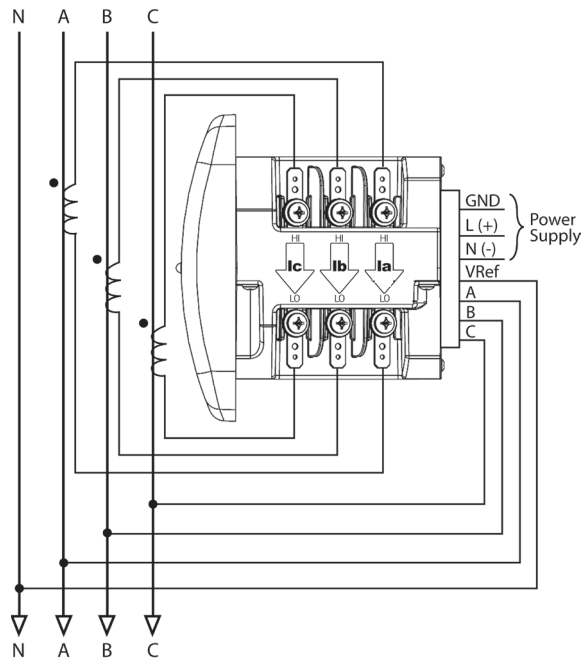 N A B C
GND
L (+)
N (-)
Power
Supply
VRef
A
B
C
HI HI HI
Ic Ib Ia
LO LO LO
N A B C